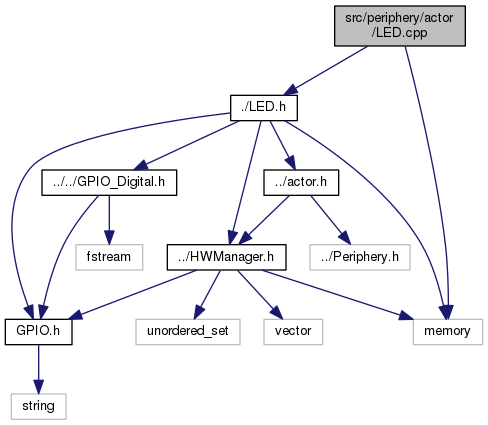 src/periphery/actor
/LED.cpp
./LED.h
../../GPIO_Digital.h
../actor.h
fstream
../HWManager.h
../Periphery.h
GPIO.h
unordered_set
vector
memory
string